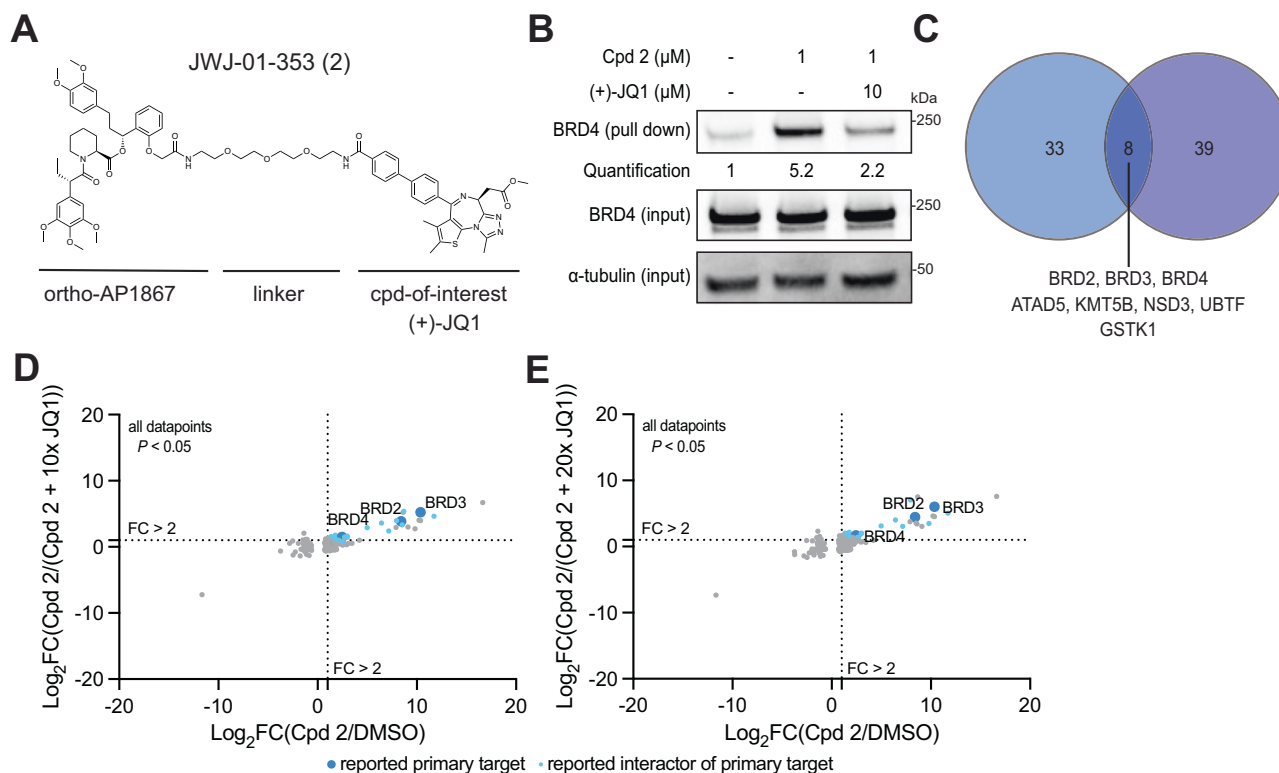 A
JWJ-01-353 (2)
ortho-AP1867
linker
cpd-of-interest
(+)-JQ1
B
Cpd 2 (μM) - 1 1
(+)-JQ1 (μM) - - 10
kDa
BRD4 (pull down) -250
Quantification 1 5.2 2.2
BRD4 (input) -250
α-tubulin (input) -50
C
33 8 39
BRD2, BRD3, BRD4
ATAD5, KMT5B, NSD3, UBTF
GSTK1
D
Log2FC(Cpd 2/(Cpd 2 + 10x JQ1))
20
10
0
-10
-20
all datapoints
P < 0.05
FC > 2
BRD2
BRD3
BRD4
FC > 2
-20 -10 0 10 20
Log2FC(Cpd 2/DMSO)
E
Log2FC(Cpd 2/(Cpd 2 + 20x JQ1))
20
10
0
-10
-20
all datapoints
P < 0.05
FC > 2
BRD2
BRD3
BRD4
FC > 2
-20 -10 0 10 20
Log2FC(Cpd 2/DMSO)
reported primary target
reported interactor of primary target